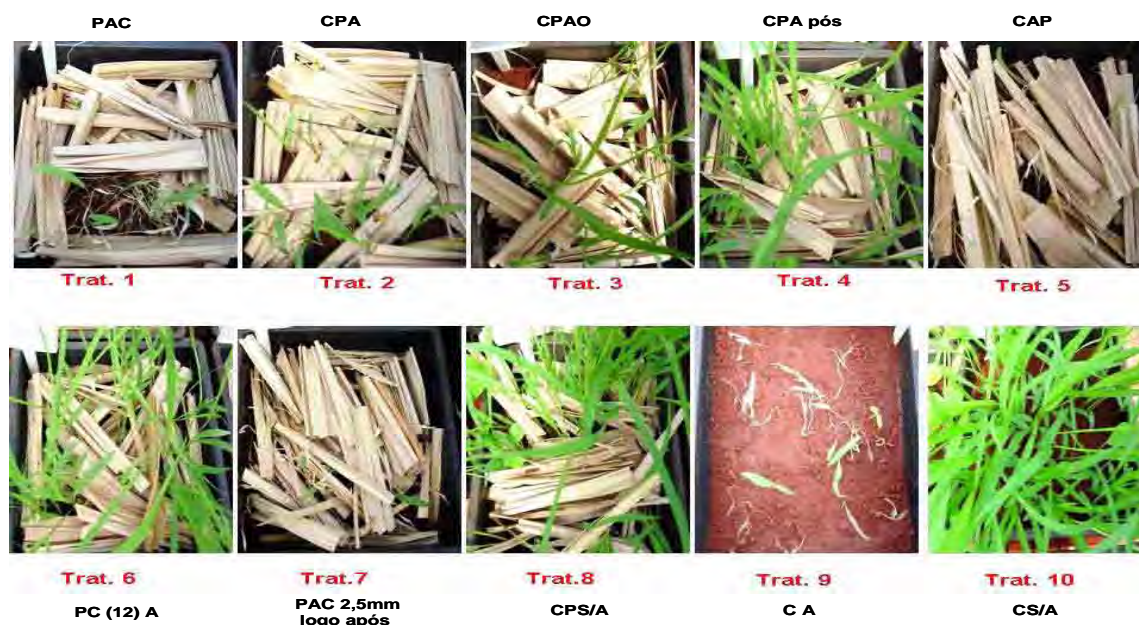 PAC CPA CPAO CPA pós CAP
Trat. 1 Trat. 2 Trat. 3 Trat. 4 Trat. 5
Trat. 6 Trat.7 Trat.8 Trat. 9 Trat. 10
PC (12) A PAC 2,5mm CPS/A C A CS/A
logo após